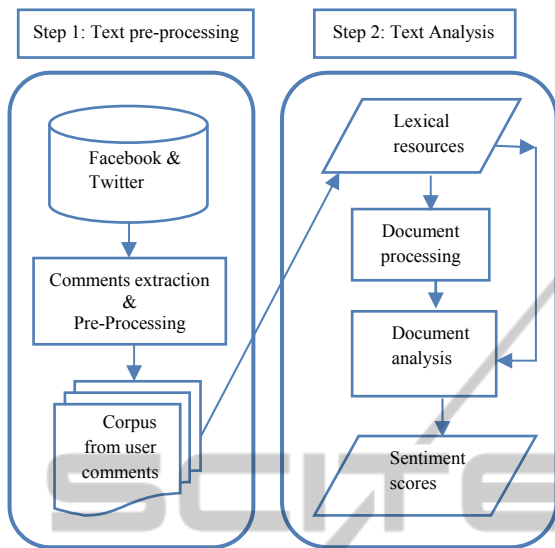 Step 1: Text pre-processing
Facebook &
Twitter
Comments extraction
&
Pre-Processing
Corpus
from user
comments
Step 2: Text Analysis
Lexical
resources
Document
processing
Document
analysis
Sentiment
scores
SCITE